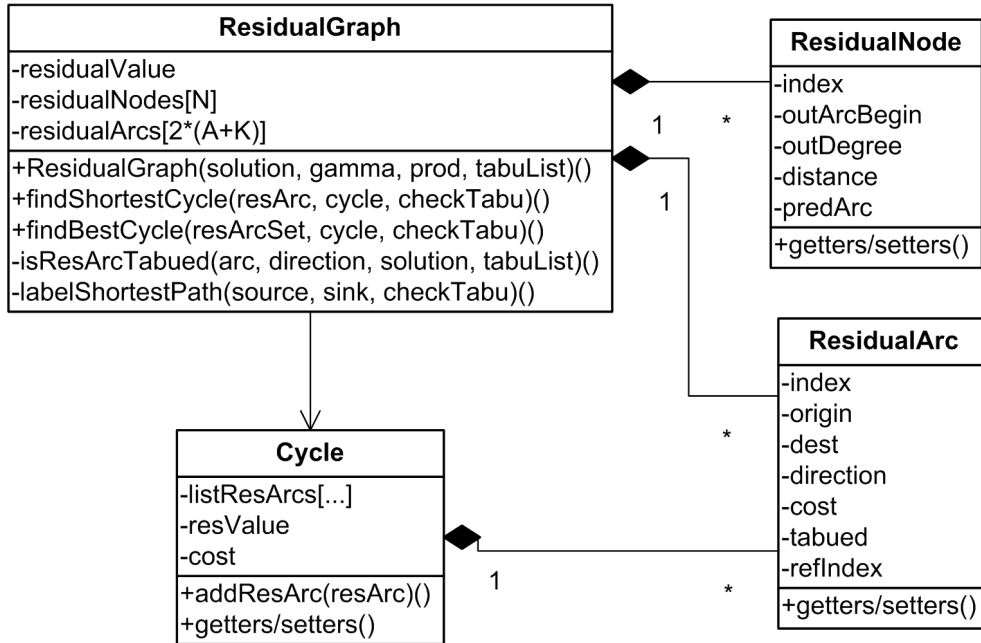 ResidualGraph
-residualValue
-residualNodes[N]
-residualArcs[2*(A+K)]
+ResidualGraph(solution, gamma, prod, tabuList)()
+findShortestCycle(resArc, cycle, checkTabu)()
+findBestCycle(resArcSet, cycle, checkTabu)()
-isResArcTabued(arc, direction, solution, tabuList)()
-labelShortestPath(source, sink, checkTabu)()
1
*
1
*
ResidualNode
-index
-outArcBegin
-outDegree
-distance
-predArc
+getters/setters()
ResidualArc
-index
-origin
-dest
-direction
-cost
-tabued
-refIndex
+getters/setters()
Cycle
-listResArcs[...]
-resValue
-cost
+addResArc(resArc)()
+getters/setters()
1
*